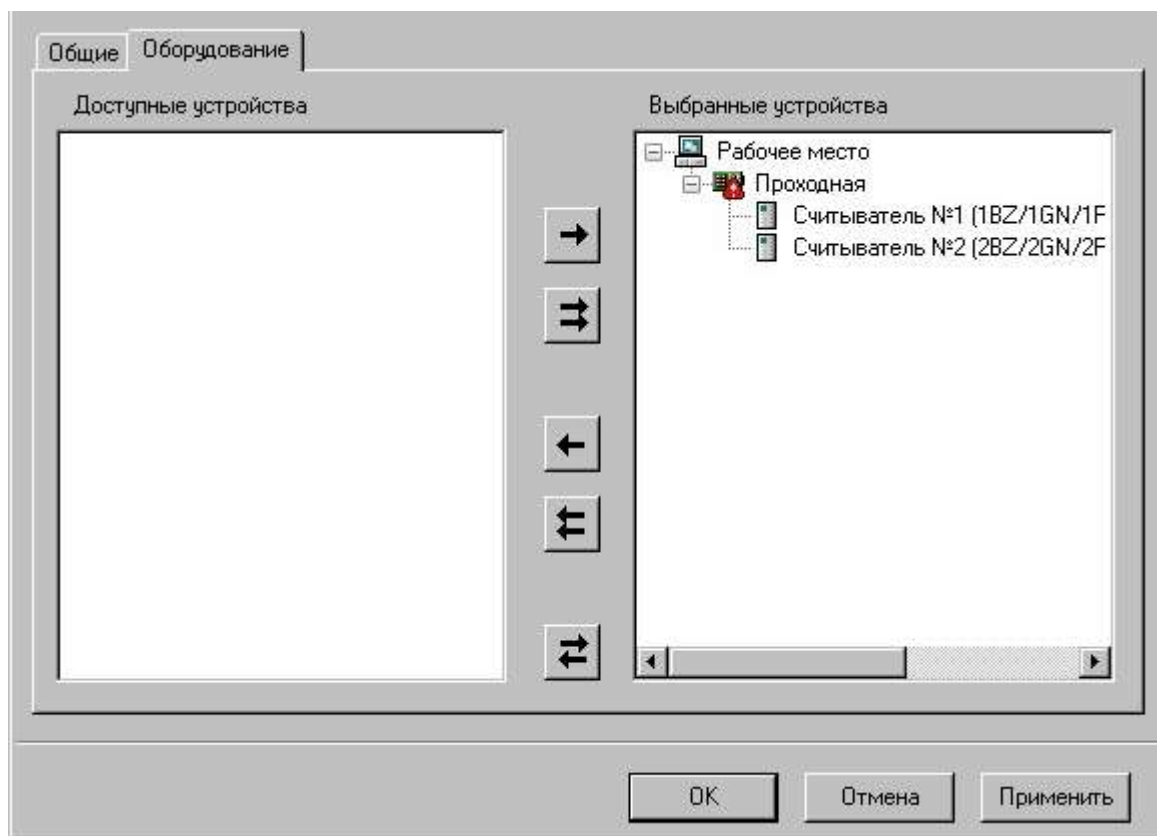 Общие Оборудование
Доступные устройства
Выбранные устройства
Рабочее место
Проходная
Считыватель №1 (1BZ/1GN/1F
Считыватель №2 (2BZ/2GN/2F
OK Отмена Применить